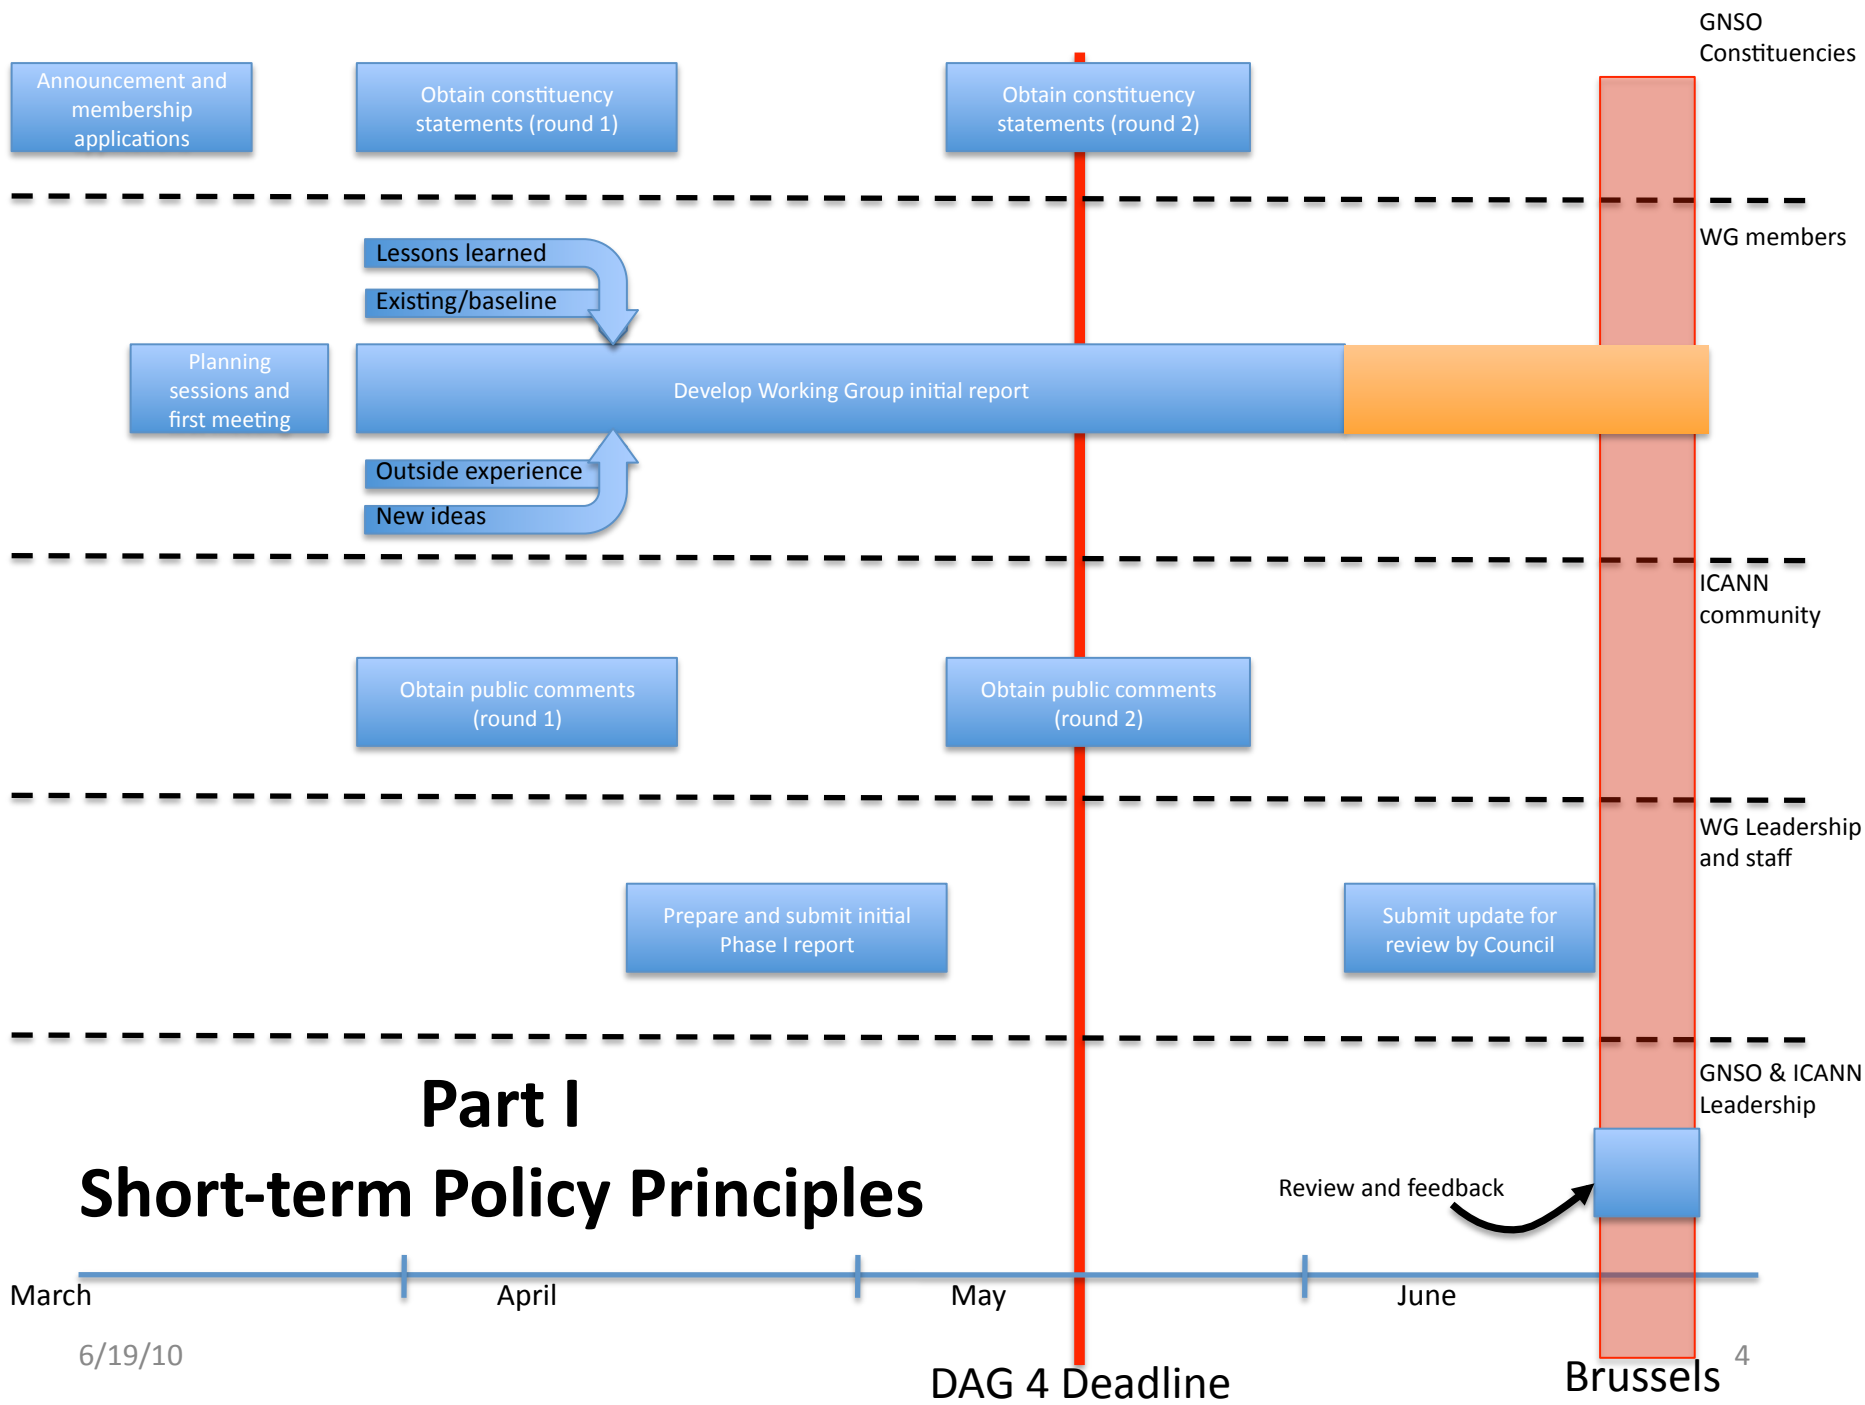 GNSO
Constituencies
Announcement and
membership
applications
Obtain constituency
statements (round 1)
Obtain constituency
statements (round 2)
WG members
Lessons learned
Existing/baseline
Planning
sessions and
first meeting
Develop Working Group initial report
Outside experience
New ideas
ICANN
community
Obtain public comments
(round 1)
Obtain public comments
(round 2)
WG Leadership
and staff
Prepare and submit initial
Phase I report
Submit update for
review by Council
GNSO & ICANN
Leadership
Part I
Short-term Policy Principles
Review and feedback
March
April
May
June
6/19/10
DAG 4 Deadline
Brussels
4